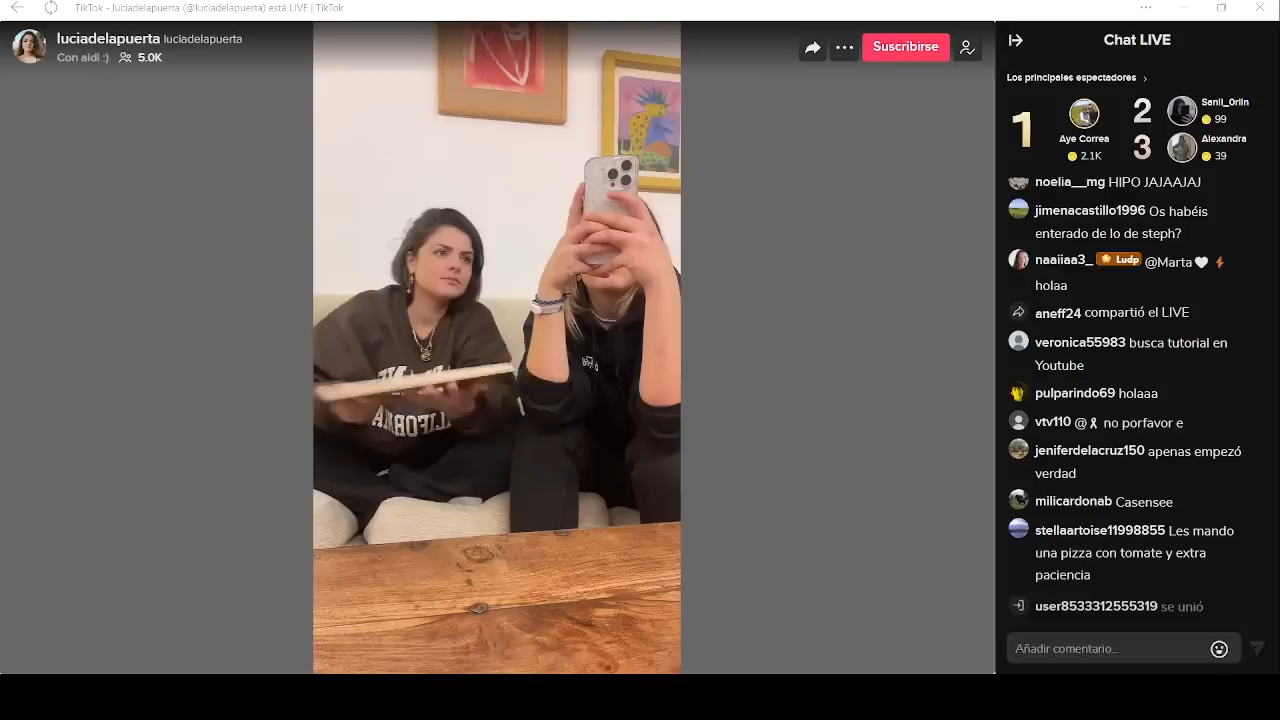 TikTok - luciadelapuerta (@luciadelapuerta) está LIVE | TikTok
luciadelapuerta luciadelapuerta
Con aidi :) 5.0K
Suscribirse
Chat LIVE
Los principales espectadores
1
Aye Correa
2.1K
2
99
3
Alexandra
39
noelia__mg HIPO JAJAAJAJ
jimenacastillo1996 Os habéis
enterado de lo de steph?
naaiiaa3_ Ludp @Marta
holaa
aneff24 compartió el LIVE
veronica55983 busca tutorial en
Youtube
pulparindo69 holaaa
vtv110 @ no porfavor e
jeniferdelacruz150 apenas empezó
verdad
milicardonab Casensee
stellaartoise11998855 Les mando
una pizza con tomate y extra
paciencia
user8533312555319 se unió
Añadir comentario...